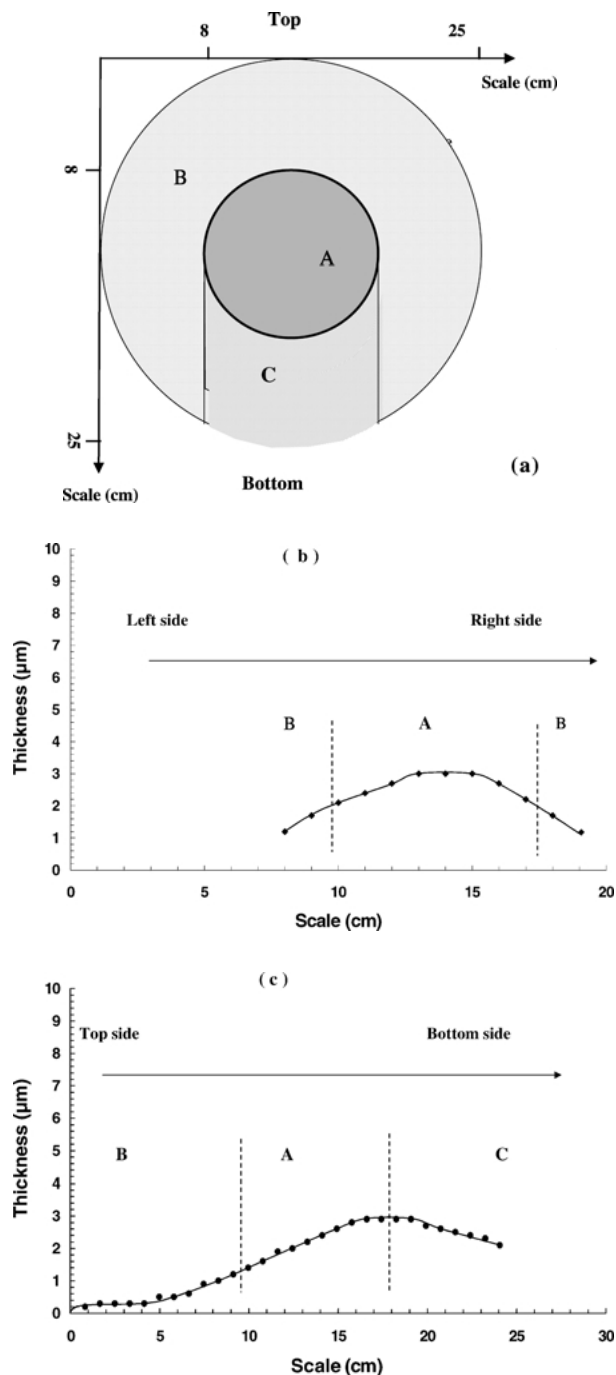 Top
8
25
Scale (cm)
8
B
A
C
25
(a)
Scale (cm)
Bottom
( b )
10
9
8
7
6
5
4
3
2
1
0
Thickness (µm)
Left side
Right side
B
A
B
0
5
10
15
20
Scale (cm)
( c )
10
9
8
7
6
5
4
3
2
1
0
Thickness (µm)
Top side
Bottom side
B
A
C
0
5
10
15
20
25
30
Scale (cm)